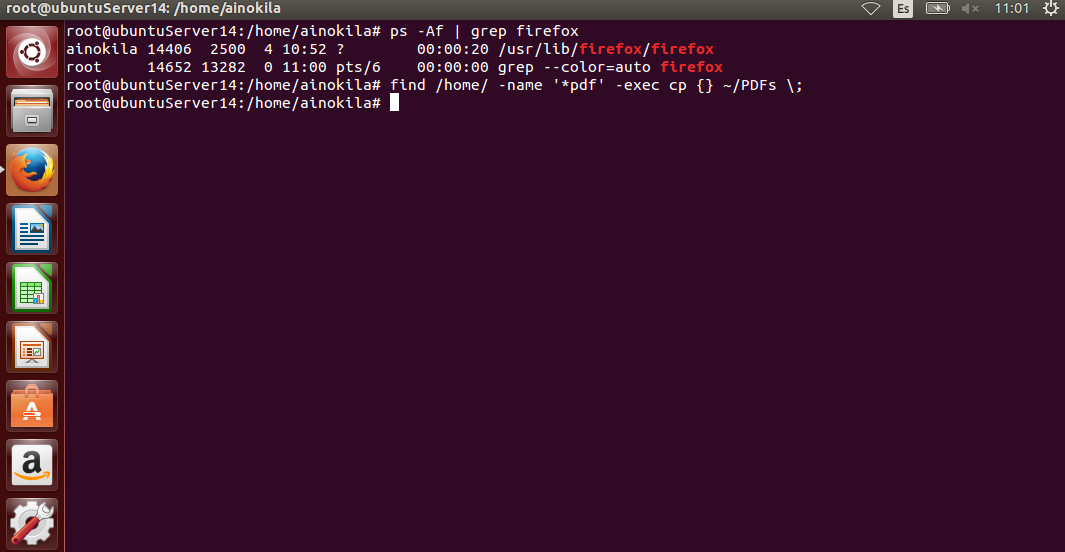 root@ubuntuServer14: /home/ainokila
Es
11:01
root@ubuntuServer14:/home/ainokila# ps -Af | grep firefox
ainokila 14406  2500  4 10:52 ?        00:00:20 /usr/lib/firefox/firefox
root     14652 13282  0 11:00 pts/6    00:00:00 grep --color=auto firefox
root@ubuntuServer14:/home/ainokila# find /home/ -name '*pdf' -exec cp {} ~/PDFs \;
root@ubuntuServer14:/home/ainokila#